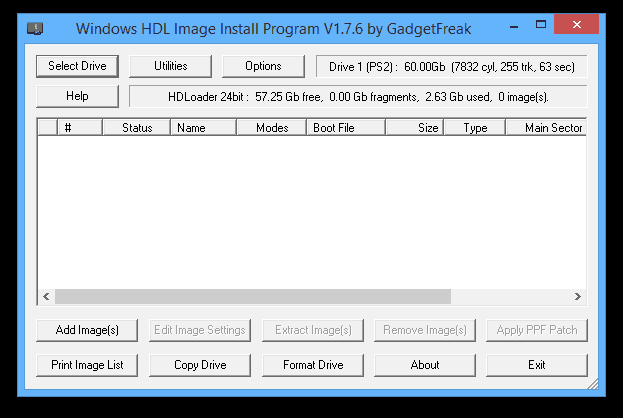 Windows HDL Image Install Program V1.7.6 by GadgetFreak
Select Drive Utilities Options Drive 1 (PS2) : 60.00Gb (7832 cyl, 255 trk, 63 sec)
Help HDLoader 24bit : 57.25 Gb free, 0.00 Gb fragments, 2.63 Gb used, 0 image(s).
# Status Name Modes Boot File Size Type Main Sector
Add Image(s) Edit Image Settings Extract Image(s) Remove Image(s) Apply PPF Patch
Print Image List Copy Drive Format Drive About Exit